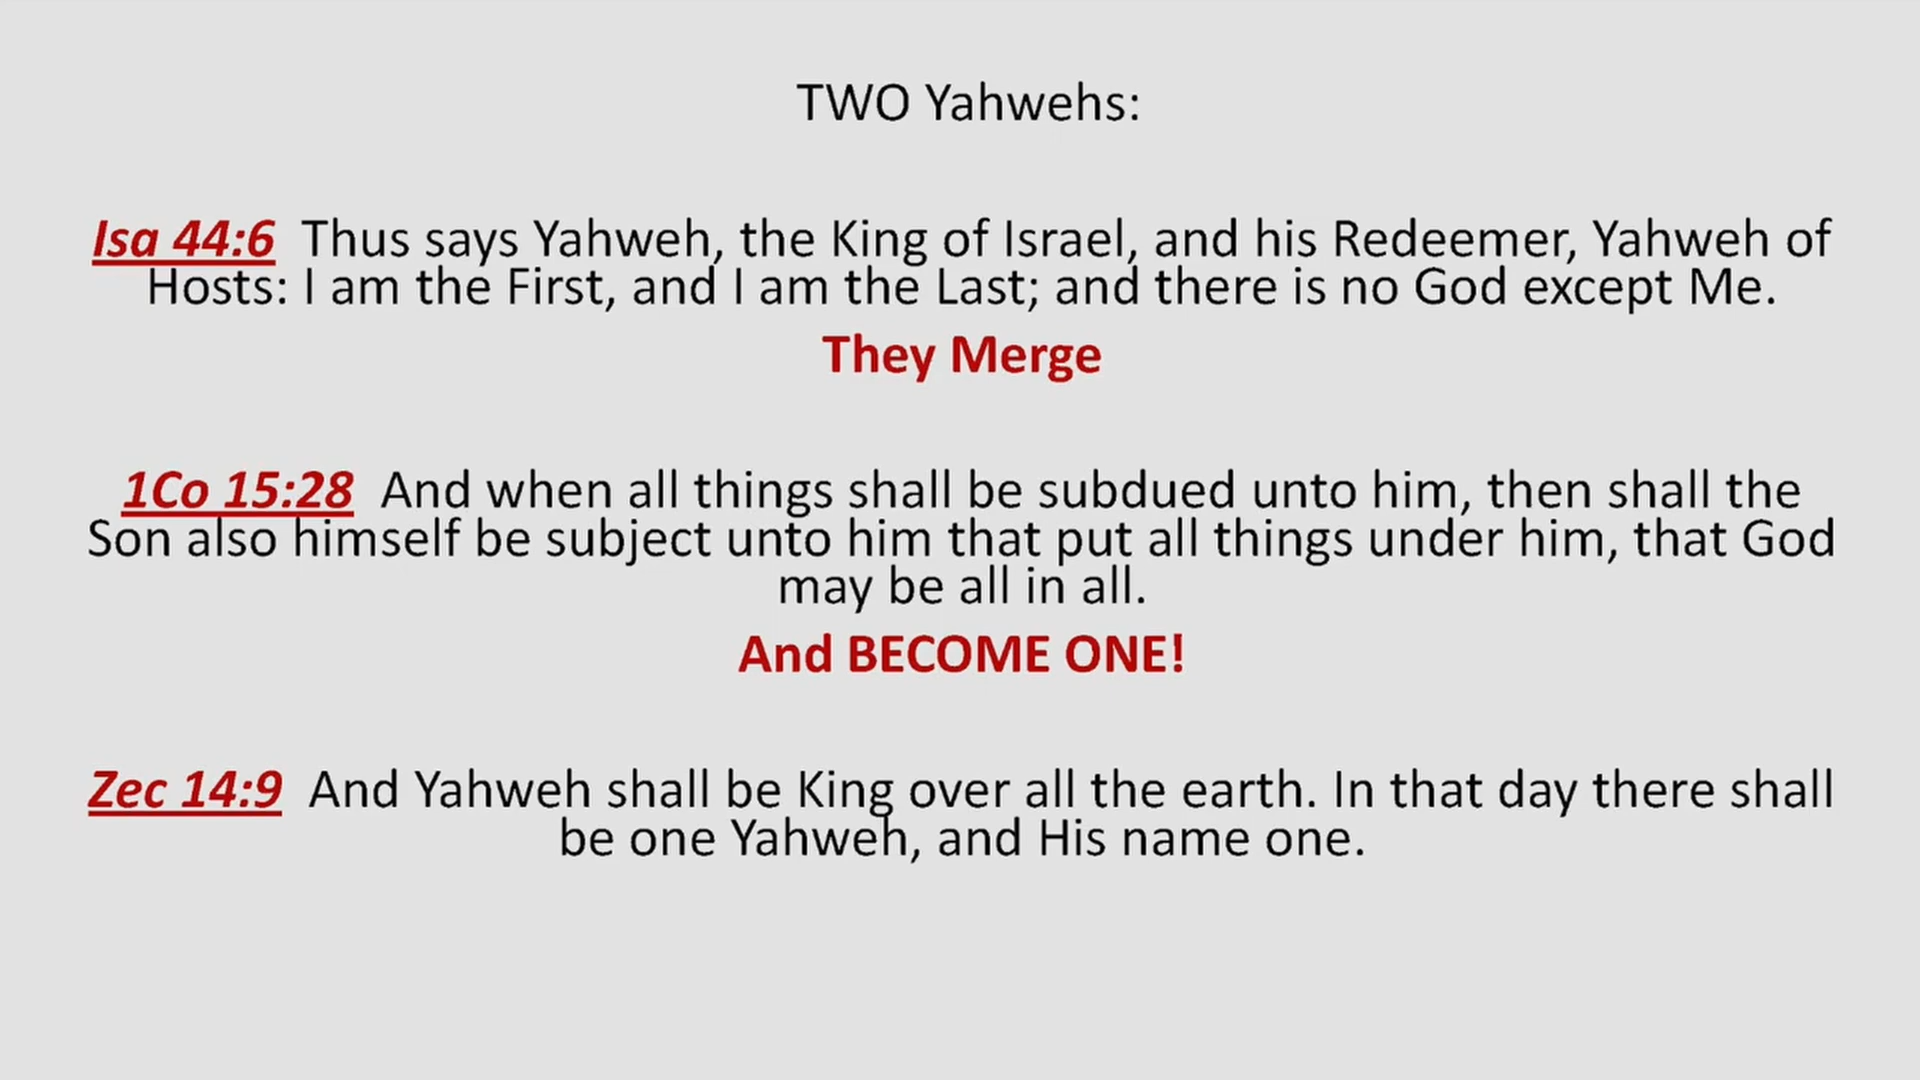 TWO Yahwehs:
Isa 44:6 Thus says Yahweh, the King of Israel, and his Redeemer, Yahweh of
Hosts: I am the First, and I am the Last; and there is no God except Me.
They Merge
1Co 15:28 And when all things shall be subdued unto him, then shall the
Son also himself be subject unto him that put all things under him, that God
may be all in all.
And BECOME ONE!
Zec 14:9 And Yahweh shall be King over all the earth. In that day there shall
be one Yahweh, and His name one.